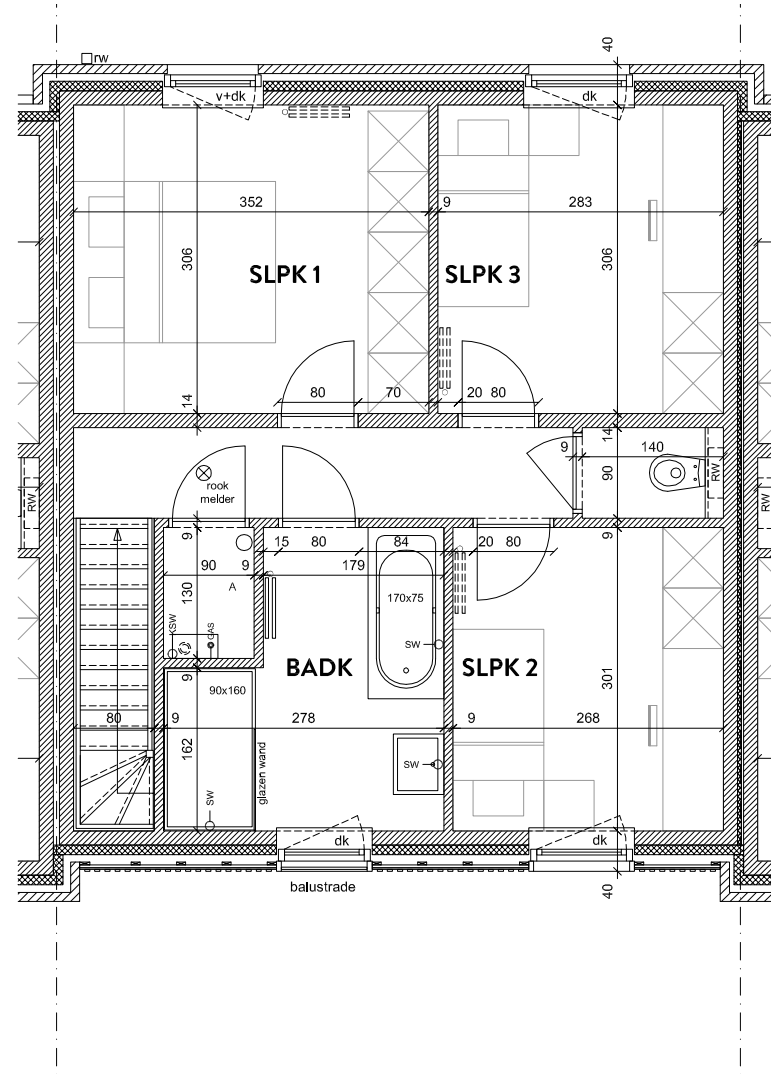 rw
40
v+dk
dk
352
9
283
306
306
SLPK 1
SLPK 3
80
70
20
80
14
14
9
140
90
RW
RW
RW
rook
melder
9
15
80
84
20
80
9
90
9
179
130
A
170x75
KSW
GAS
SW
BADK
SLPK 2
301
9
90x160
80
9
278
9
268
162
glazen wand
SW
SW
dk
dk
balustrade
40